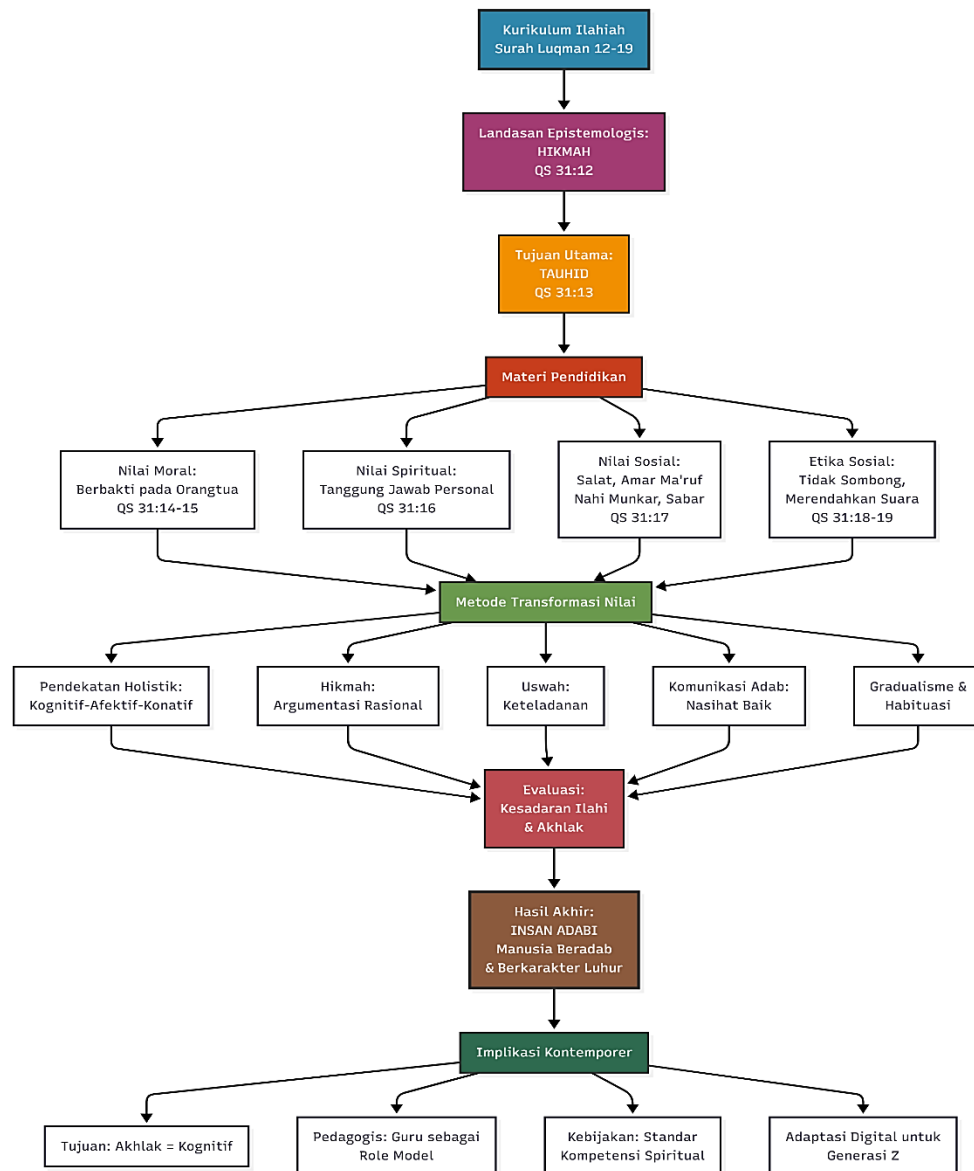 Kurikulum Ilahiah
Surah Luqman 12-19
Landasan Epistemologis:
HIKMAH
QS 31:12
Tujuan Utama:
TAUHID
QS 31:13
Materi Pendidikan
Nilai Moral:
Berbakti pada Orangtua
QS 31:14-15
Nilai Spiritual:
Tanggung Jawab Personal
QS 31:16
Nilai Sosial:
Salat, Amar Ma'ruf
Nahi Munkar, Sabar
QS 31:17
Etika Sosial:
Tidak Sombong,
Merendahkan Suara
QS 31:18-19
Metode Transformasi Nilai
Pendekatan Holistik:
Kognitif-Afektif-Konatif
Hikmah:
Argumentasi Rasional
Uswah:
Keteladanan
Komunikasi Adab:
Nasihat Baik
Gradualisme &
Habituasi
Evaluasi:
Kesadaran Ilahi
& Akhlak
Hasil Akhir:
INSAN ADABI
Manusia Beradab
& Berkarakter Luhur
Implikasi Kontemporer
Tujuan: Akhlak = Kognitif
Pedagogis: Guru sebagai
Role Model
Kebijakan: Standar
Kompetensi Spiritual
Adaptasi Digital untuk
Generasi Z